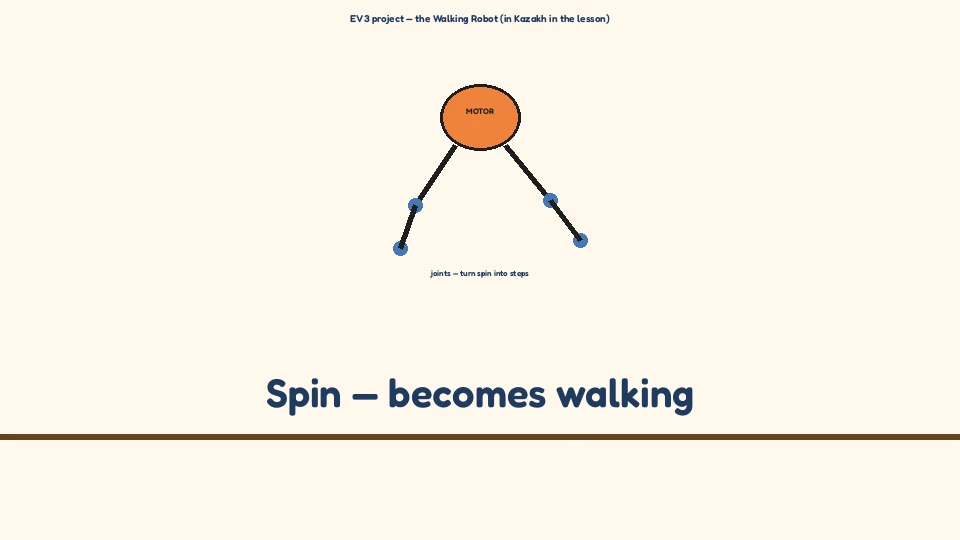 EV3 project — the Walking Robot (in Kazakh in the lesson)
MOTOR
joints — turn spin into steps
Spin — becomes walking